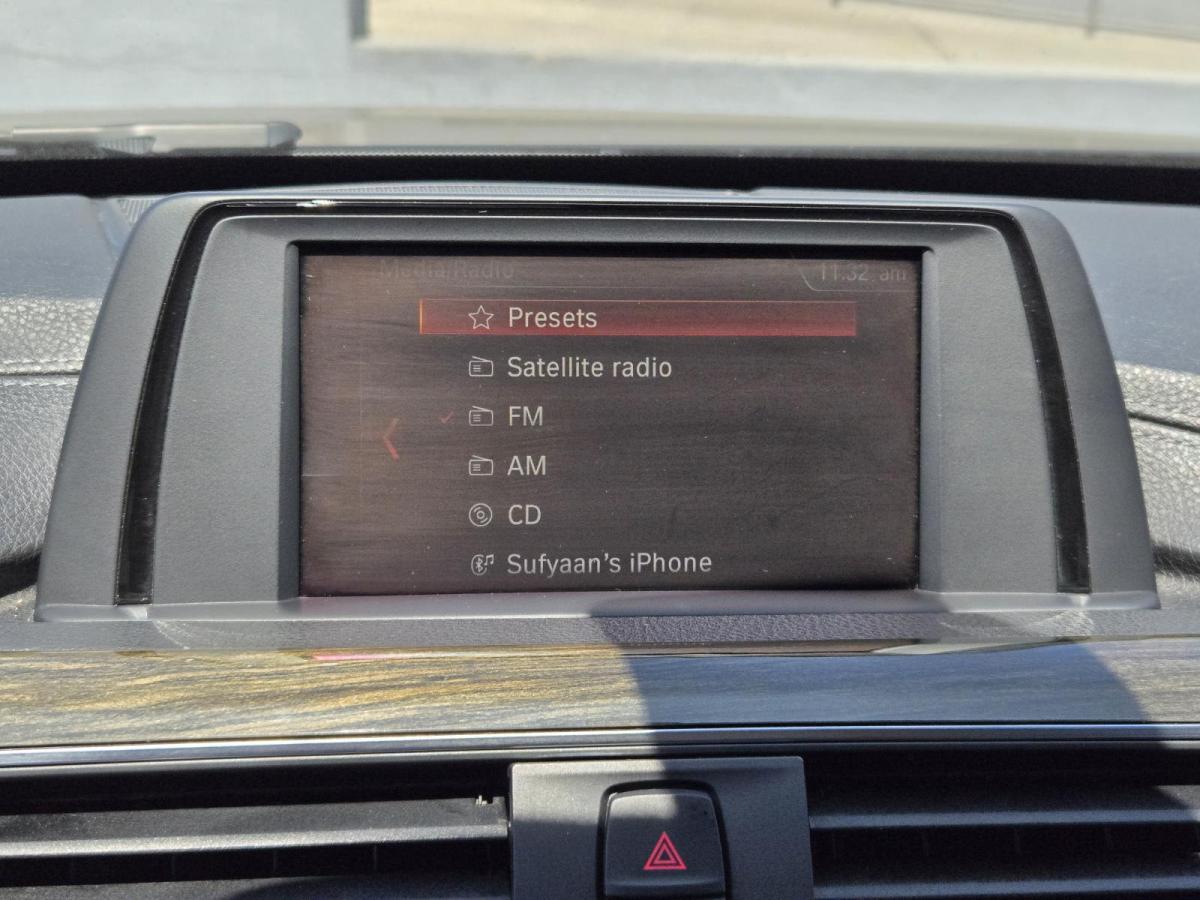 Media/Radio
11:32 am
Presets
Satellite radio
FM
AM
CD
Sufyaan's iPhone